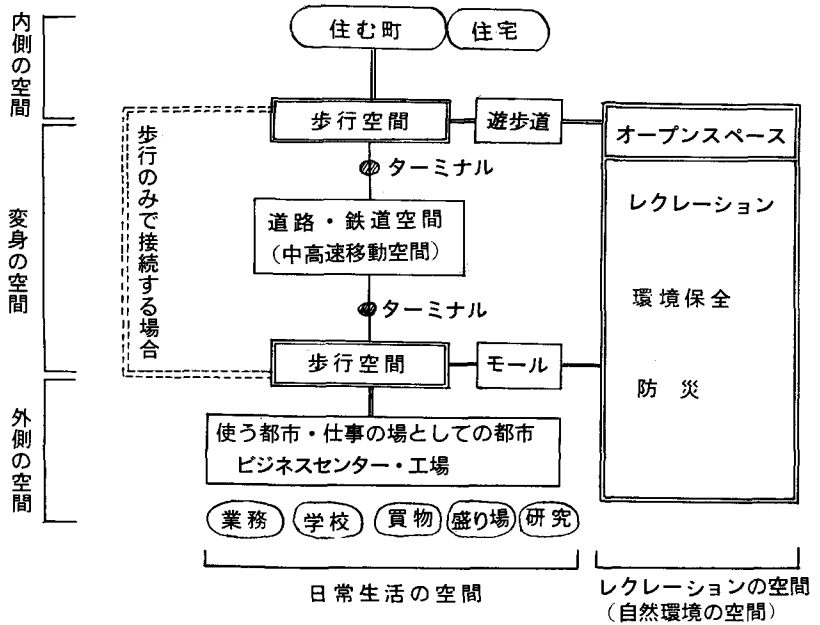 内側の空間
変身の空間
外側の空間
住む町
住宅
歩行空間
遊歩道
オープンスペース
ターミナル
歩行のみで接続する場合
道路・鉄道空間
（中高速移動空間）
レクレーション
環境保全
防災
ターミナル
歩行空間
モール
使う都市・仕事の場としての都市
ビジネスセンター・工場
業務
学校
買物
盛り場
研究
日常生活の空間
レクレーションの空間
（自然環境の空間）